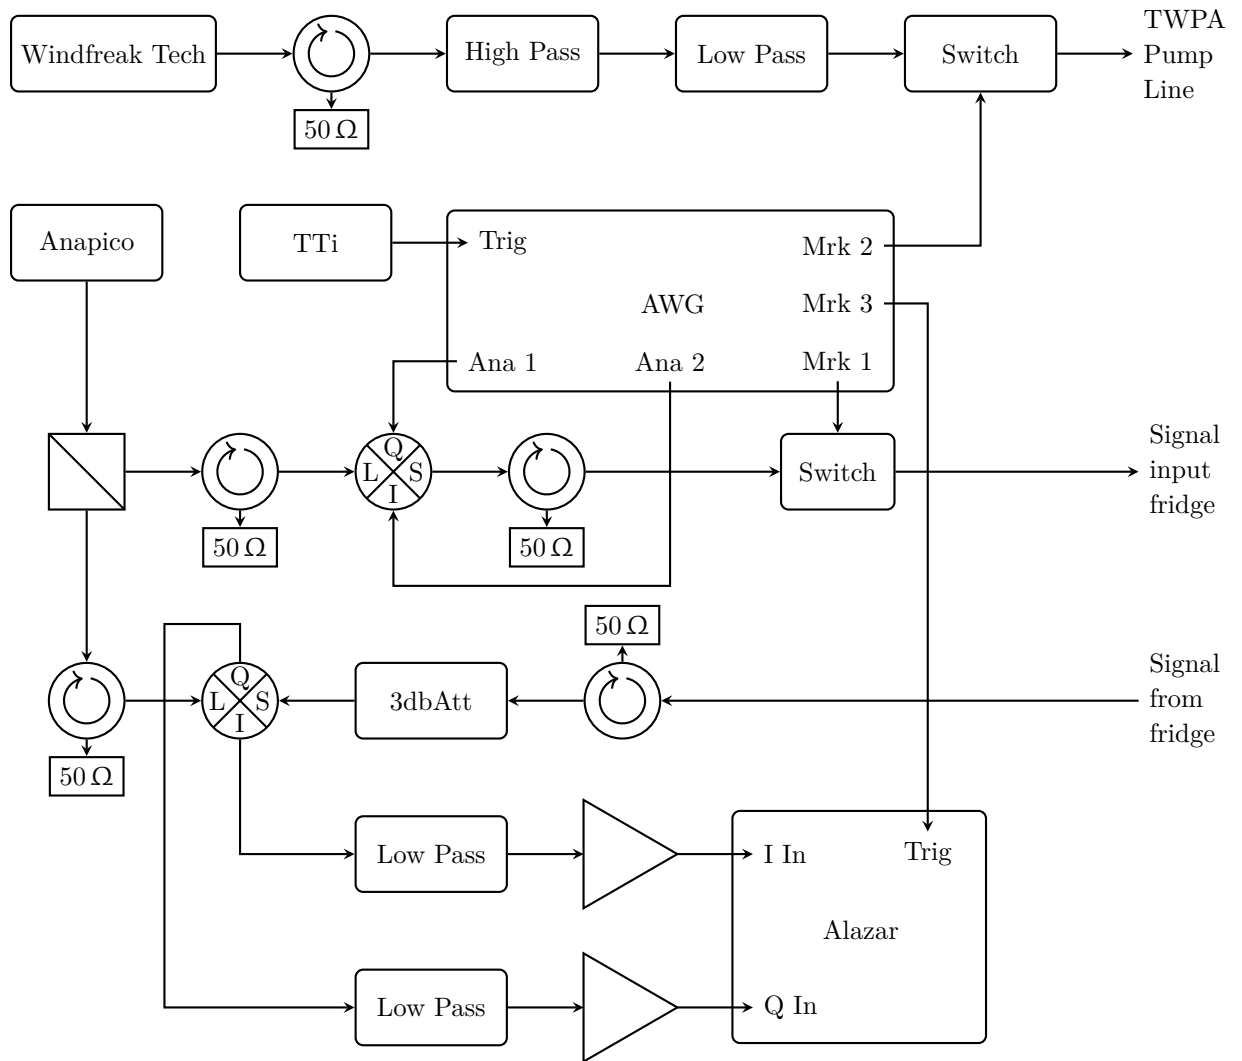 Windfreak Tech
High Pass
Low Pass
Switch
TWPA
Pump
Line
50 Ω
Anapico
TTi
Trig
Mrk 2
AWG
Mrk 3
Ana 1
Ana 2
Mrk 1
Q
L
S
I
Switch
Signal
input
fridge
50 Ω
50 Ω
50 Ω
Q
L
S
I
3dbAtt
Signal
from
fridge
50 Ω
Low Pass
I In
Trig
Alazar
Low Pass
Q In